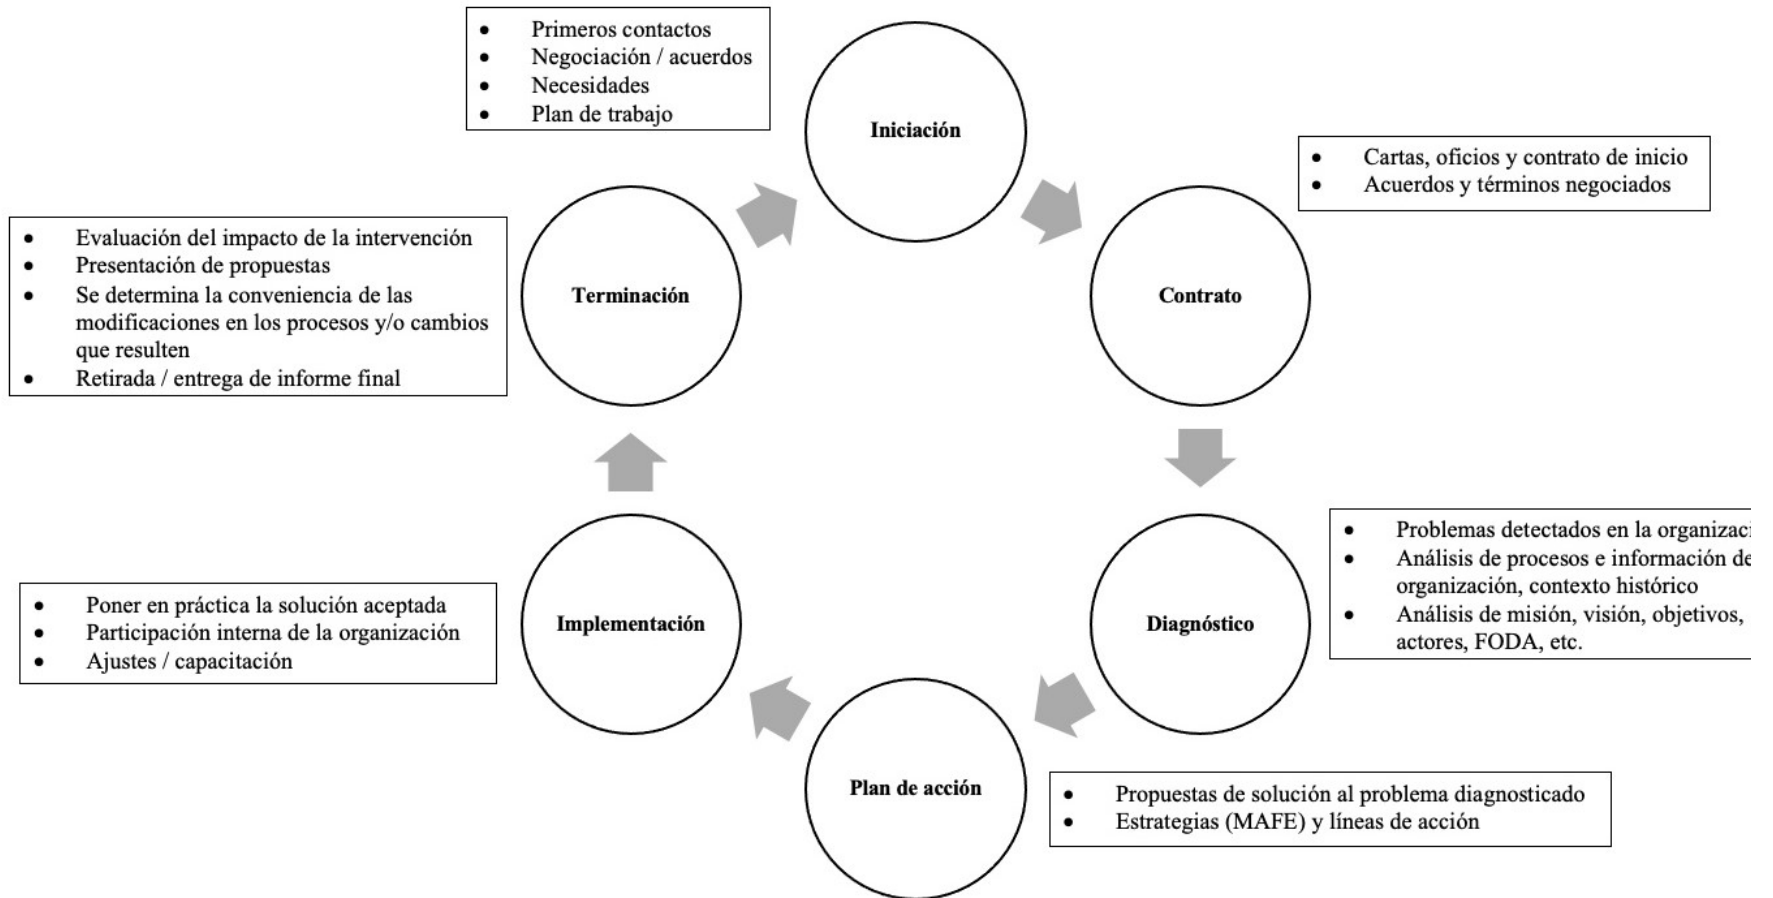 • Primeros contactos
• Negociación / acuerdos
• Necesidades
• Plan de trabajo
Iniciación
• Cartas, oficios y contrato de inicio
• Acuerdos y términos negociados
Contrato
• Problemas detectados en la
• Análisis de procesos e información
organización, contexto histórico
• Análisis de misión, visión, objetivos,
actores, FODA, etc.
Diagnóstico
• Propuestas de solución al problema diagnosticado
• Estrategias (MAFE) y líneas de acción
Plan de acción
• Poner en práctica la solución aceptada
• Participación interna de la organización
• Ajustes / capacitación
Implementación
• Evaluación del impacto de la intervención
• Presentación de propuestas
• Se determina la conveniencia de las
modificaciones en los procesos y/o cambios
que resulten
• Retirada / entrega de informe final
Terminación